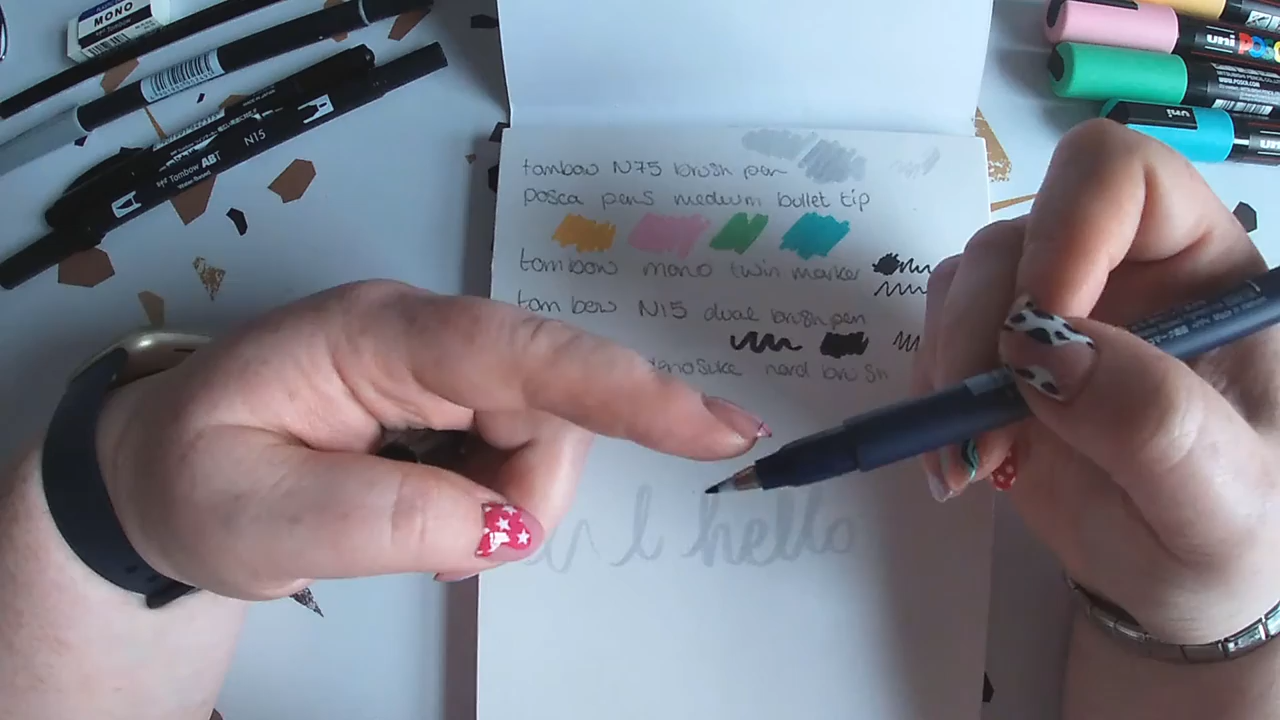 MONO
Tombow ABT
N15
uni POSCA
uni
tombow N75 brush pen
posca pens medium bullet tip
tombow mono twin marker
tombow N15 dual brush pen
hard brush
l hello